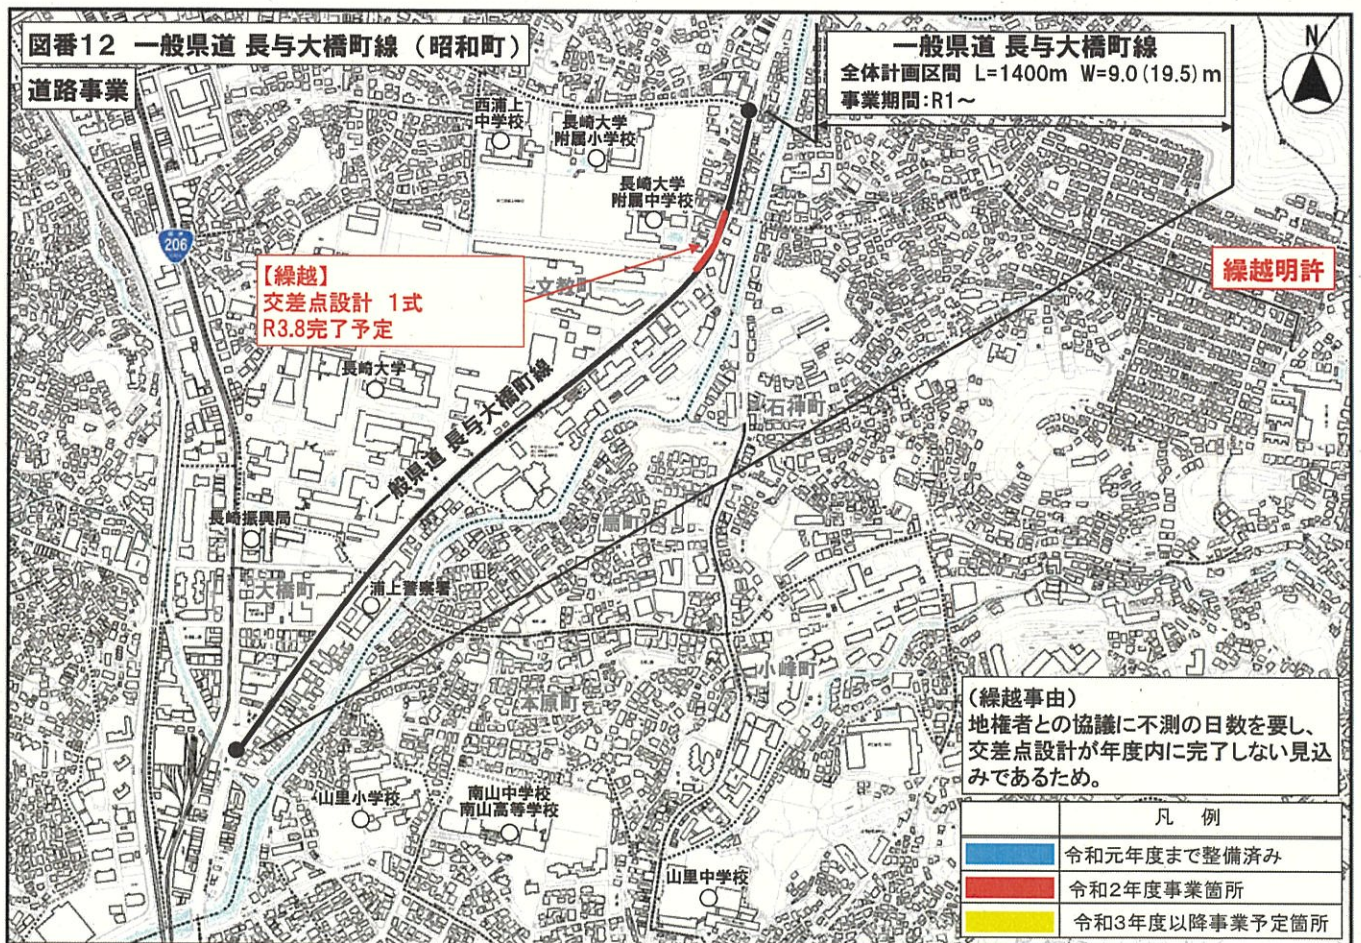 図番12 一般県道 長与大橋町線(昭和町)
道路事業
一般県道 長与大橋町線
全体計画区間 L=1400m W=9.0(19.5)m
事業期間:R1～
N
西浦上
中学校
長崎大学
附属小学校
長崎大学
附属中学校
206
繰越明許
【繰越】
交差点設計 1式
R3.8完了予定
文教町
長崎大学
一般県道 長与大橋町線
石神町
長崎振興局
扇町
大橋町
浦上警察署
小峰町
本原町
(繰越事由)
地権者との協議に不測の日数を要し、
交差点設計が年度内に完了しない見込
みであるため。
山里小学校
南山中学校
南山高等学校
山里中学校
凡 例
令和元年度まで整備済み
令和2年度事業箇所
令和3年度以降事業予定箇所